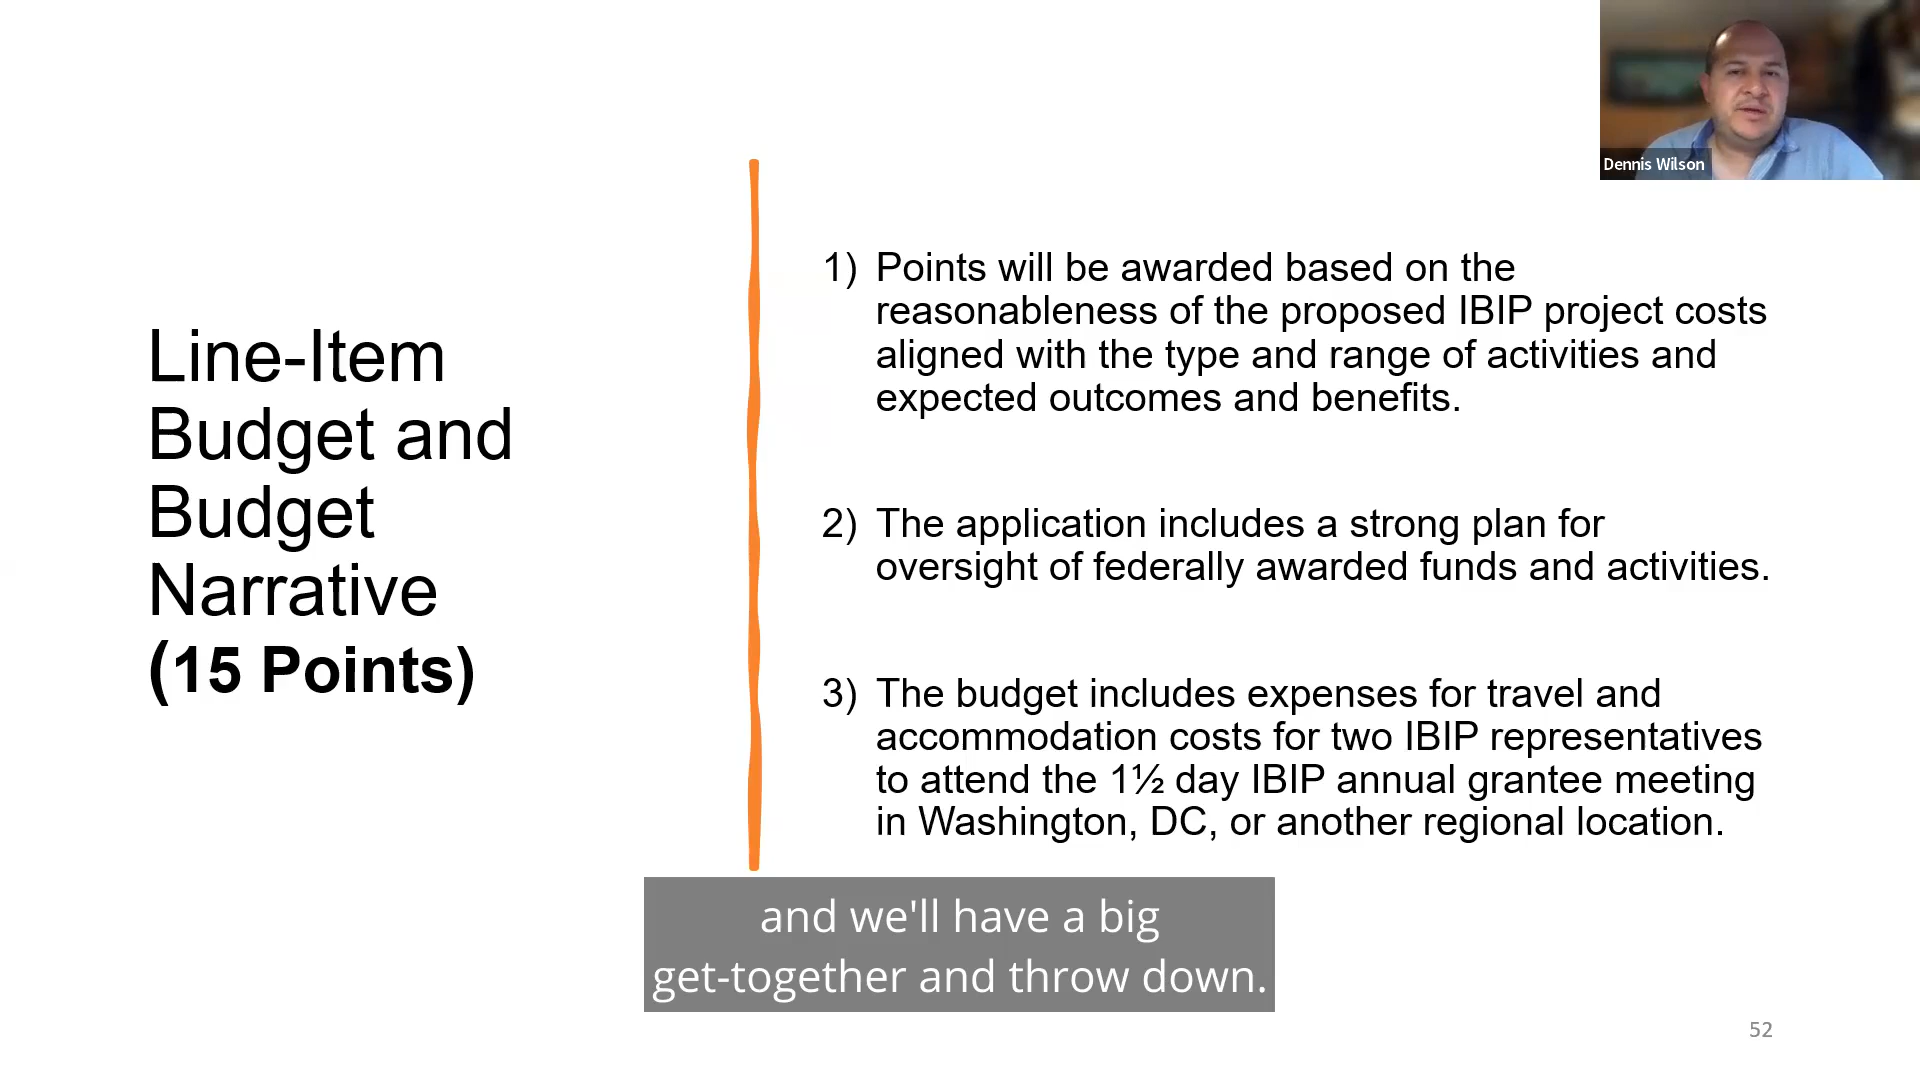 Dennis Wilson
Line-Item
Budget and
Budget
Narrative
(15 Points)
1) Points will be awarded based on the
reasonableness of the proposed IBIP project costs
aligned with the type and range of activities and
expected outcomes and benefits.
2) The application includes a strong plan for
oversight of federally awarded funds and activities.
3) The budget includes expenses for travel and
accommodation costs for two IBIP representatives
to attend the 1½ day IBIP annual grantee meeting
in Washington, DC, or another regional location.
and we'll have a big
get-together and throw down.
52